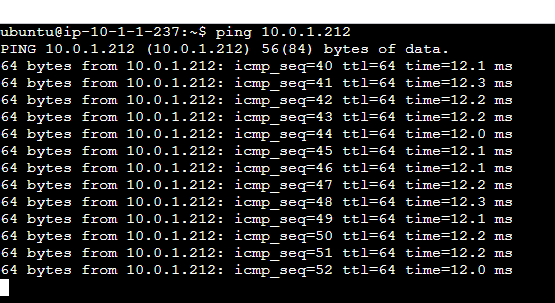 ubuntu@ip-10-1-1-237:~$ ping 10.0.1.212
PING 10.0.1.212 (10.0.1.212) 56(84) bytes of data.
64 bytes from 10.0.1.212: icmp_seq=40 ttl=64 time=12.1 ms
64 bytes from 10.0.1.212: icmp_seq=41 ttl=64 time=12.3 ms
64 bytes from 10.0.1.212: icmp_seq=42 ttl=64 time=12.2 ms
64 bytes from 10.0.1.212: icmp_seq=43 ttl=64 time=12.2 ms
64 bytes from 10.0.1.212: icmp_seq=44 ttl=64 time=12.0 ms
64 bytes from 10.0.1.212: icmp_seq=45 ttl=64 time=12.1 ms
64 bytes from 10.0.1.212: icmp_seq=46 ttl=64 time=12.1 ms
64 bytes from 10.0.1.212: icmp_seq=47 ttl=64 time=12.2 ms
64 bytes from 10.0.1.212: icmp_seq=48 ttl=64 time=12.3 ms
64 bytes from 10.0.1.212: icmp_seq=49 ttl=64 time=12.1 ms
64 bytes from 10.0.1.212: icmp_seq=50 ttl=64 time=12.2 ms
64 bytes from 10.0.1.212: icmp_seq=51 ttl=64 time=12.2 ms
64 bytes from 10.0.1.212: icmp_seq=52 ttl=64 time=12.0 ms